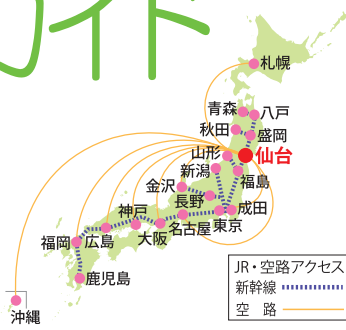 ガイド
札幌
青森
八戸
秋田
盛岡
山形
仙台
新潟
福島
金沢
長野
成田
東京
神戸
名古屋
大阪
福岡
広島
鹿児島
沖縄
JR・空路アクセス
新幹線
空路